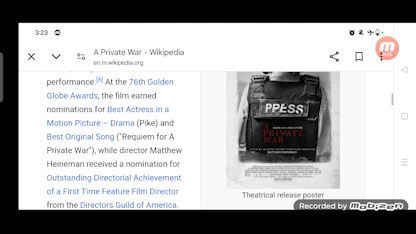 3:23
A Private War - Wikipedia
en.m.wikipedia.org
performance.[8] At the 76th Golden
Globe Awards, the film earned
nominations for Best Actress in a
Motion Picture – Drama (Pike) and
Best Original Song ("Requiem for A
Private War"), while director Matthew
Heineman received a nomination for
Outstanding Directorial Achievement
of a First Time Feature Film Director
from the Directors Guild of America.
PRESS
A PRIVATE
WAR
Theatrical release poster
Recorded by MOBIZEN